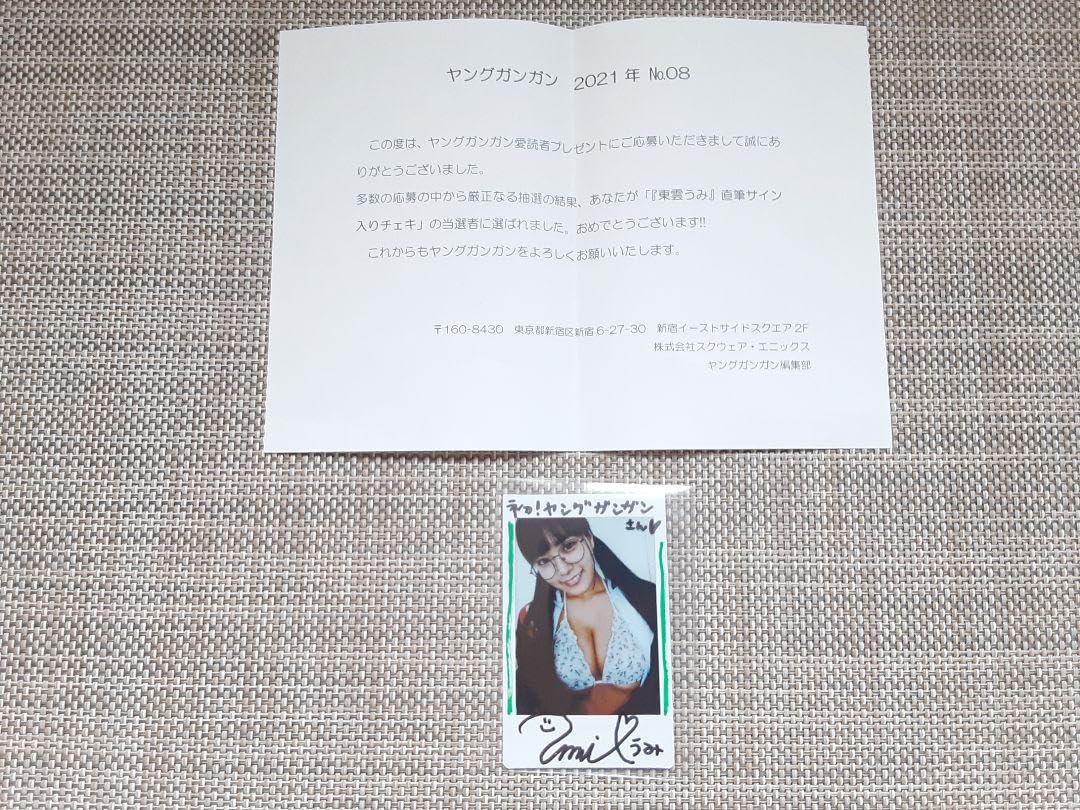 ヤングガンガン 2021年 №08
この度は、ヤングガンガン愛読者プレゼントにご応募いただきまして誠にあ
りがとうございました。
多数の応募の中から厳正なる抽選の結果、あなたが「『東雲うみ』直筆サイン
入りチェキ」の当選者に選ばれました。おめでとうございます!!
これからもヤングガンガンをよろしくお願いいたします。
〒160-8430 東京都新宿区新宿6-27-30 新宿イーストサイドスクエア2F
株式会社スクウェア・エニックス
ヤングガンガン編集部
ヤングガンガン
さん♡
umi うみ